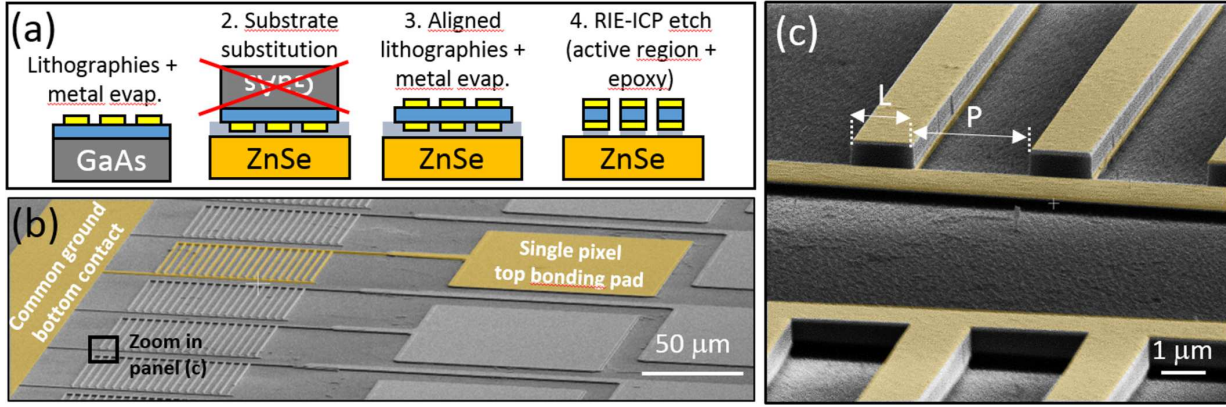 (a)
Lithographies +
metal evap.
GaAs
2. Substrate
substitution
GaAs
ZnSe
3. Aligned
lithographies +
metal evap.
ZnSe
4. RIE-ICP etch
(active region +
epoxy)
ZnSe
(b)
Common ground
bottom contact
Single pixel
top bonding pad
Zoom in
panel (c)
50 μm
(c)
L
P
1 μm